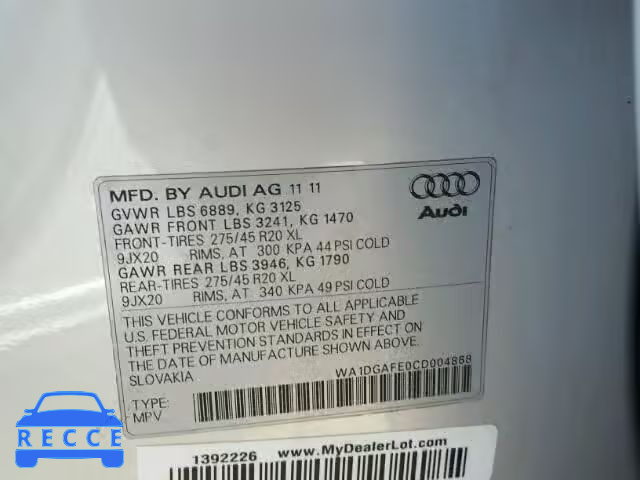 MFD. BY AUDI AG 11 11
GVWR LBS 6889, KG 3125
GAWR FRONT LBS 3241, KG 1470
FRONT-TIRES 275/45 R20 XL
9JX20 RIMS, AT 300 KPA 44 PSI COLD
GAWR REAR LBS 3946, KG 1790
REAR-TIRES 275/45 R20 XL
9JX20 RIMS, AT 340 KPA 49 PSI COLD
Audi
THIS VEHICLE CONFORMS TO ALL APPLICABLE
U.S. FEDERAL MOTOR VEHICLE SAFETY AND
THEFT PREVENTION STANDARDS IN EFFECT ON
THE DATE OF MANUFACTURE SHOWN ABOVE.
SLOVAKIA
WA1DGAFE0CD004868
TYPE:
MPV
1392226 www.MyDealerLot.com
RECCE